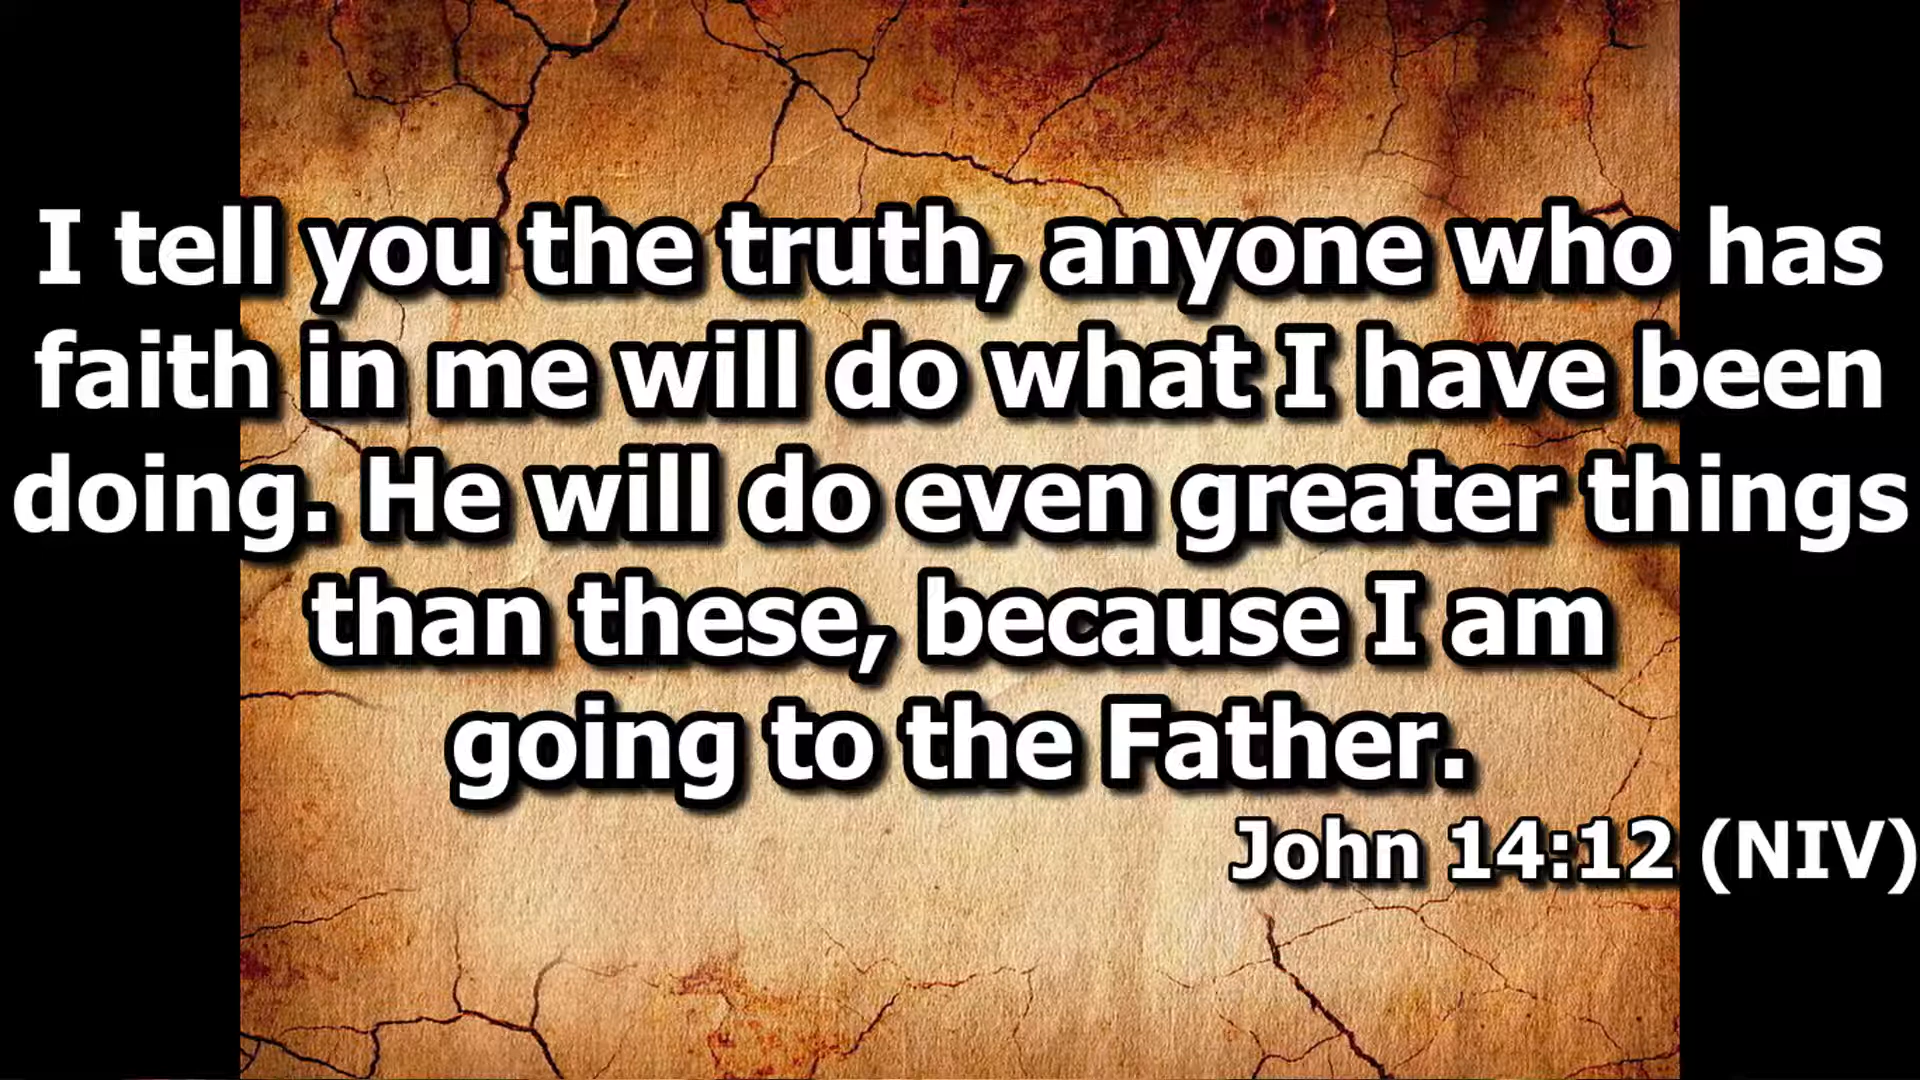 I tell you the truth, anyone who has
faith in me will do what I have been
doing. He will do even greater things
than these, because I am
going to the Father.
John 14:12 (NIV)